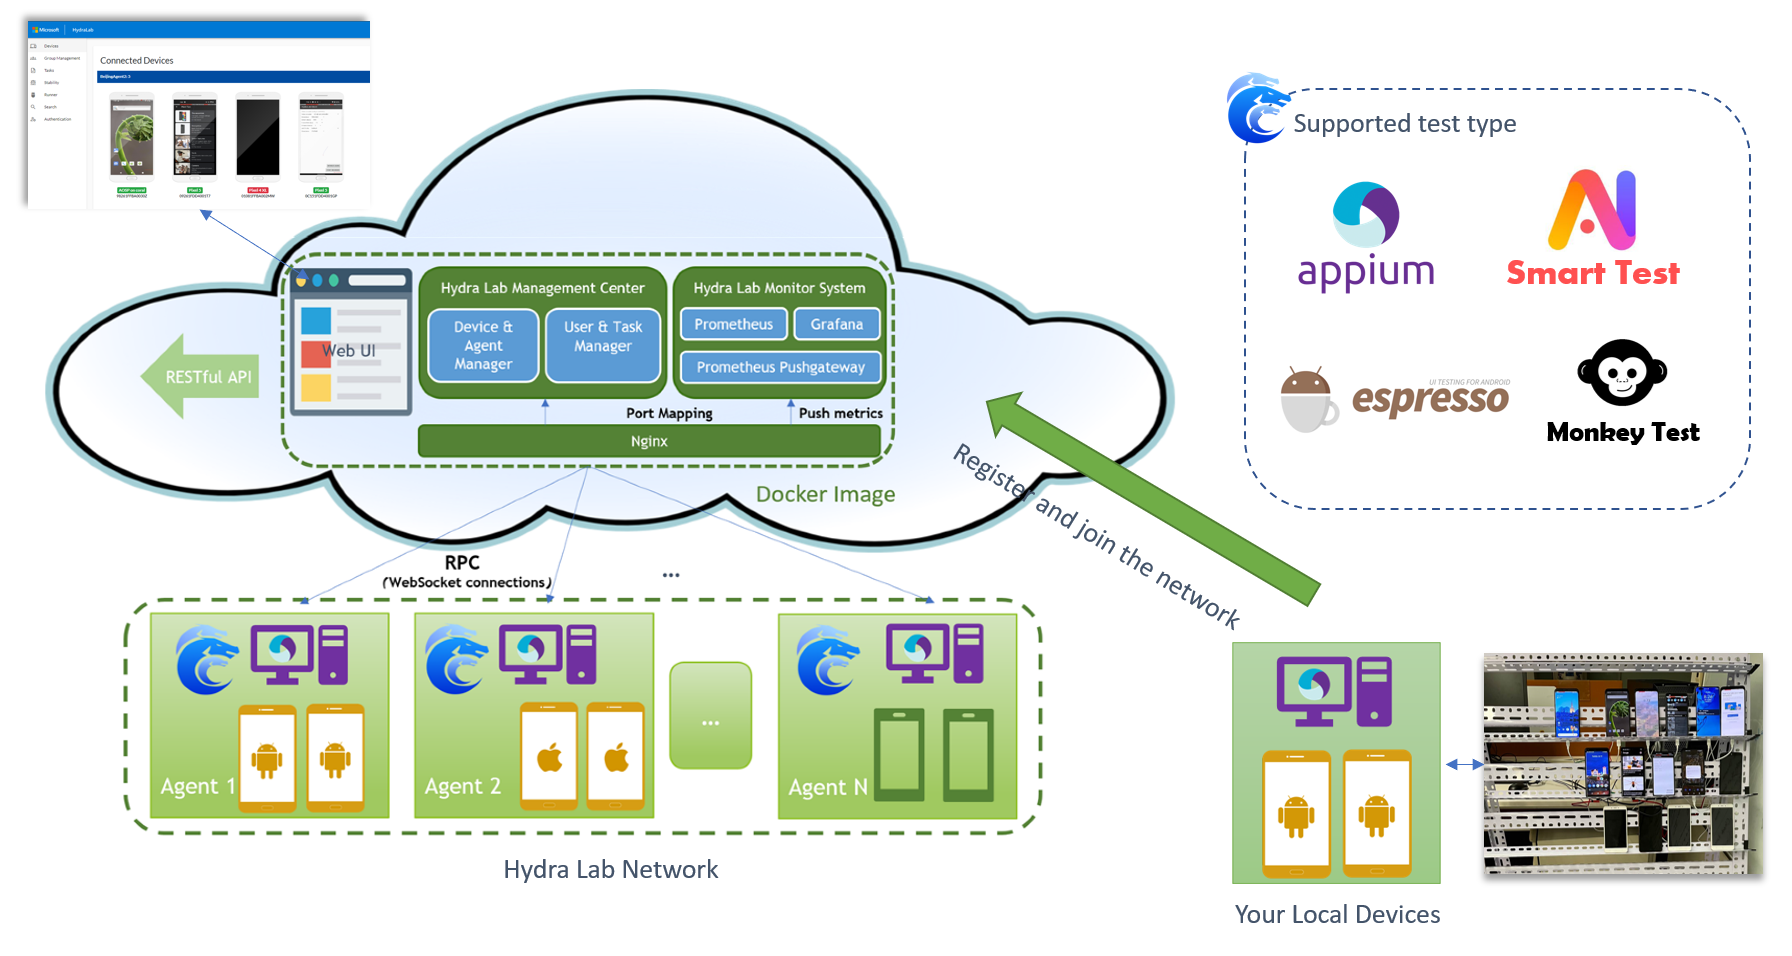 Microsoft
HydraLab
Devices
Group Management
Tasks
Stability
Runner
Search
Authentication
Connected Devices
Supported test type
appium
AI
Smart Test
UI TESTING FOR ANDROID
espresso
Monkey Test
RESTful API
Web UI
Hydra Lab Management Center
Device &
Agent
Manager
User & Task
Manager
Hydra Lab Monitor System
Prometheus
Grafana
Prometheus Pushgateway
Port Mapping
Push metrics
Nginx
Docker Image
Register and join the network
RPC
(WebSocket connections)
...
Agent 1
Agent 2
...
Agent N
Hydra Lab Network
Your Local Devices